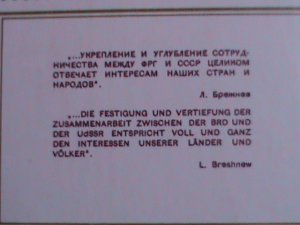 „...УКРЕПЛЕНИЕ И УГЛУБЛЕНИЕ СОТРУД-
НИЧЕСТВА МЕЖДУ ФРГ И СССР ЦЕЛИКОМ
ОТВЕЧАЕТ ИНТЕРЕСАМ НАШИХ СТРАН И
НАРОДОВ".
Л. Брежнев
„...DIE FESTIGUNG UND VERTIEFUNG DER
ZUSAMMENARBEIT ZWISCHEN DER BRD UND
DER UdSSR ENTSPRICHT VOLL UND GANZ
DEN INTERESSEN UNSERER LÄNDER UND
VÖLKER".
L. Breshnew